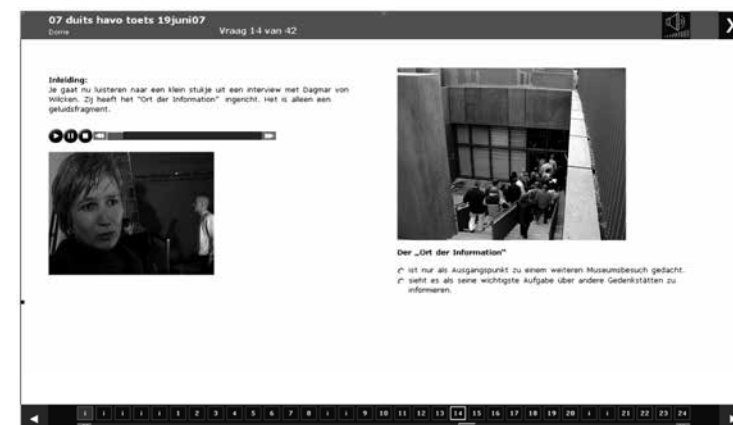 07 duits havo toets 19juni07
Vraag 14 van 42
Inleiding:
Je gaat nu luisteren naar een klein stukje uit een interview met Dagmar von
Wilcken. Zij heeft het "Ort der Information" ingericht. Het is alleen een
geluidsfragment.
Der „Ort der Information"
ist nur als Ausgangspunkt zu einem weiteren Museumsbesuch gedacht.
sieht es als seine wichtigste Aufgabe über andere Gedenkstätten zu
informieren.
i i i i i i 1 2 3 4 5 6 7 8 i i 9 10 11 12 13 14 15 16 17 18 19 20 i i 21 22 23 24